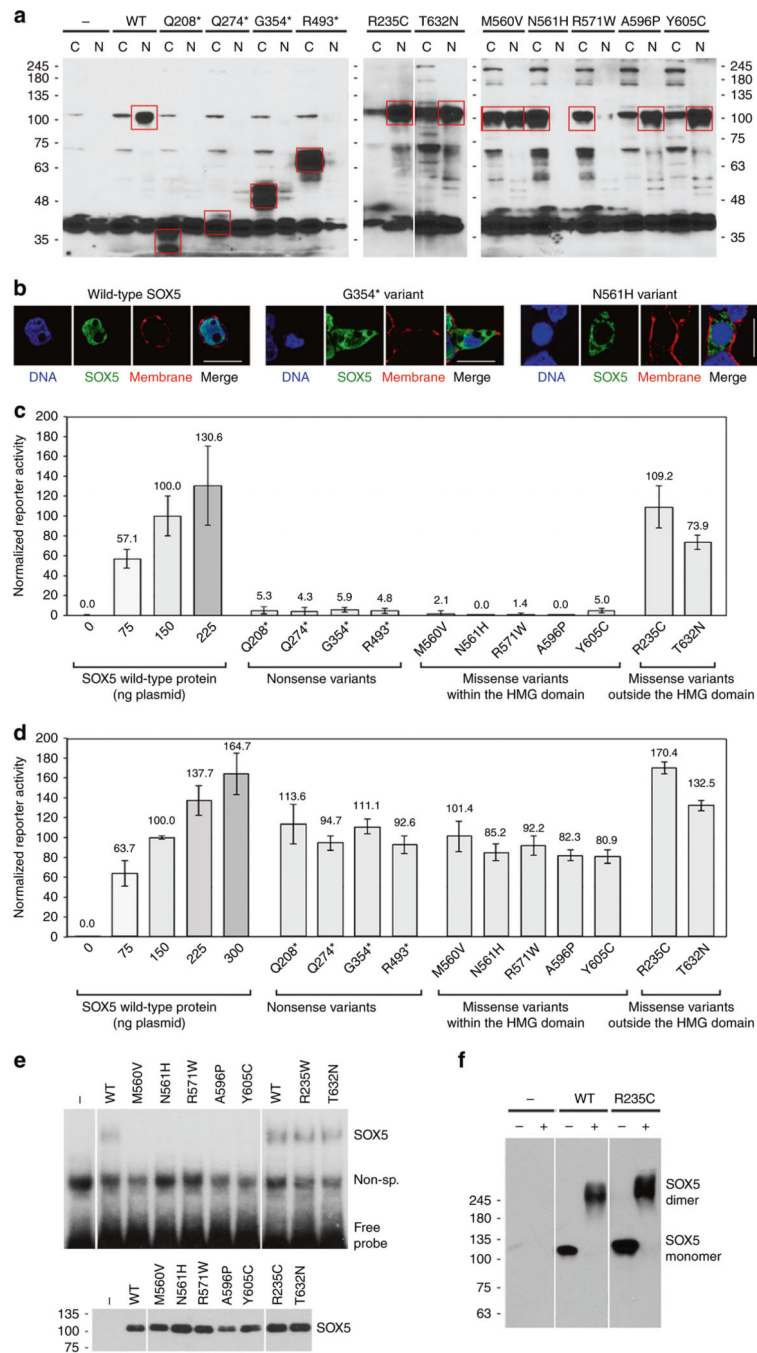 a
– WT Q208* Q274* G354* R493* R235C T632N M560V N561H R571W A596P Y605C
C N C N C N C N C N C N C N C N C N C N C N C N C N
245 - - - 245
180 - - - 180
135 - - - 135
100 - - - 100
75 - - - 75
63 - - - 63
48 - - - 48
35 - - - 35
b
Wild-type SOX5 G354* variant N561H variant
DNA SOX5 Membrane Merge DNA SOX5 Membrane Merge DNA SOX5 Membrane Merge
c
Normalized reporter activity
200
180
160
140
120
100
80
60
40
20
0
0.0 57.1 100.0 130.6 5.3 4.3 5.9 4.8 2.1 0.0 1.4 0.0 5.0 109.2 73.9
0 75 150 225 Q208* Q274* G354* R493* M560V N561H R571W A596P Y605C R235C T632N
SOX5 wild-type protein (ng plasmid)
Nonsense variants
Missense variants within the HMG domain
Missense variants outside the HMG domain
d
Normalized reporter activity
200
180
160
140
120
100
80
60
40
20
0
0.0 63.7 100.0 137.7 164.7 113.6 94.7 111.1 92.6 101.4 85.2 92.2 82.3 80.9 170.4 132.5
0 75 150 225 300 Q208* Q274* G354* R493* M560V N561H R571W A596P Y605C R235C T632N
SOX5 wild-type protein (ng plasmid)
Nonsense variants
Missense variants within the HMG domain
Missense variants outside the HMG domain
e
– WT M560V N561H R571W A596P Y605C WT R235W T632N
SOX5
Non-sp.
Free probe
– WT M560V N561H R571W A596P Y605C R235C T632N
135 -
100 -
75 -
SOX5
f
– WT R235C
– + – + – +
245 -
180 -
135 -
100 -
75 -
63 -
SOX5 dimer
SOX5 monomer